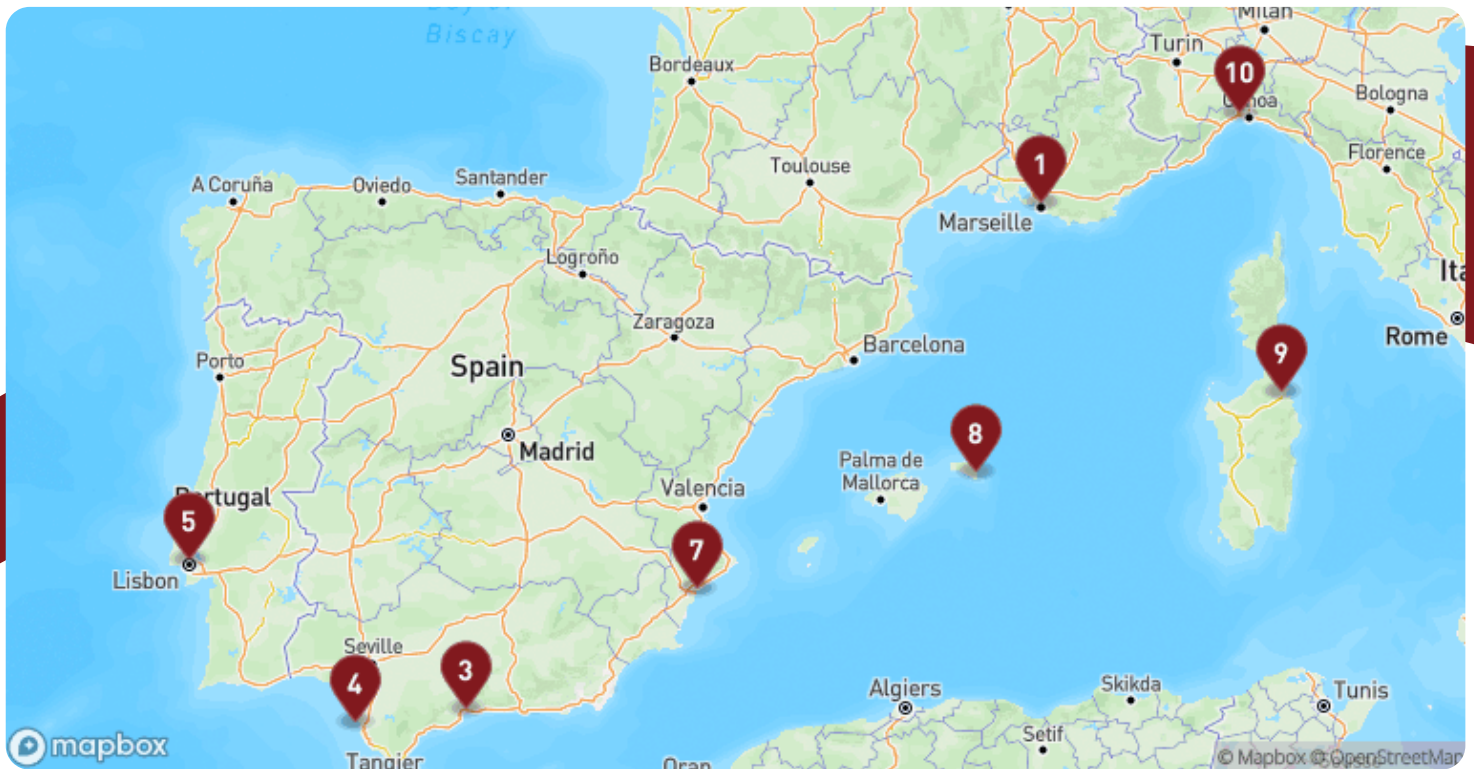 Bay of
Biscay
Milan
Turin
10
Genoa
Bordeaux
Bologna
Florence
1
Toulouse
Marseille
A Coruña
Oviedo
Santander
Logroño
Ita
Rome
Zaragoza
Barcelona
9
Porto
Spain
Madrid
8
Palma de
Mallorca
Valencia
Portugal
5
7
Lisbon
Seville
4
3
Algiers
Skikda
Tunis
Setif
Tangier
Oran
mapbox
© Mapbox © OpenStreetMap